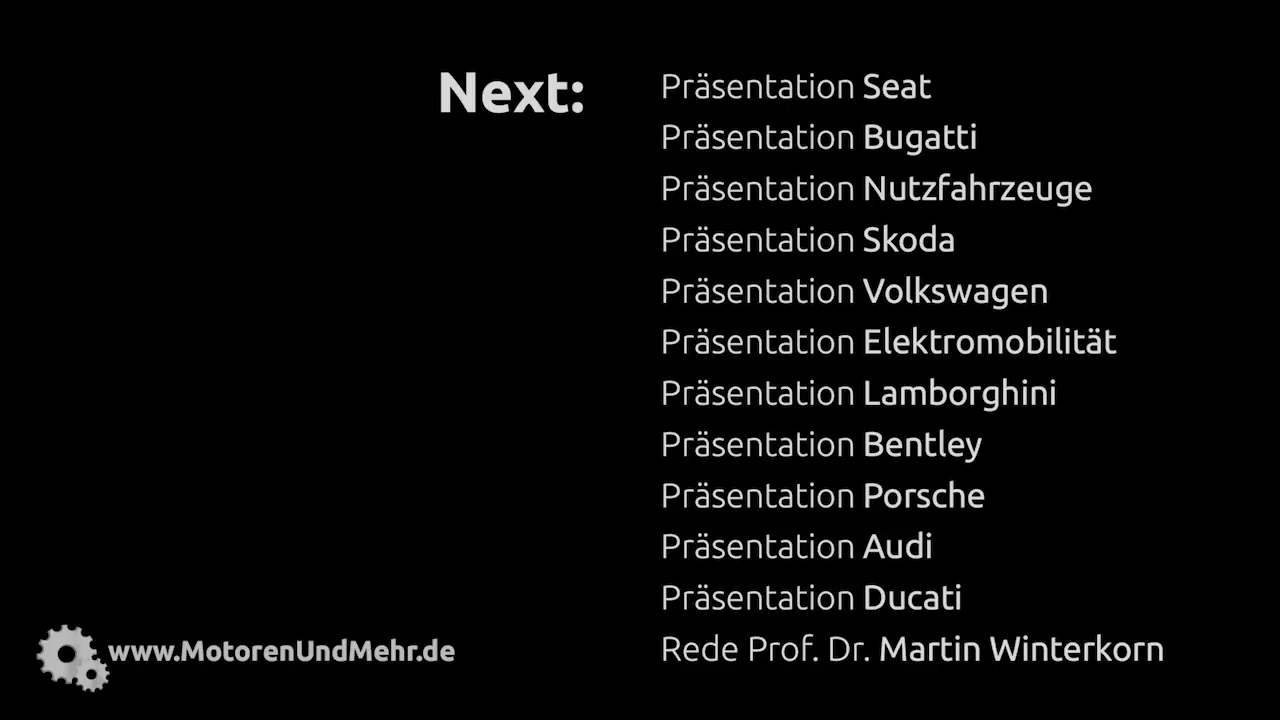 Next:
Präsentation Seat
Präsentation Bugatti
Präsentation Nutzfahrzeuge
Präsentation Skoda
Präsentation Volkswagen
Präsentation Elektromobilität
Präsentation Lamborghini
Präsentation Bentley
Präsentation Porsche
Präsentation Audi
Präsentation Ducati
Rede Prof. Dr. Martin Winterkorn
www.MotorenUndMehr.de